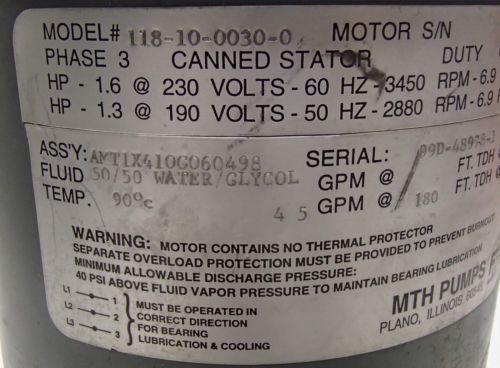 MODEL# 118-10-0030-0 MOTOR S/N
PHASE 3 CANNED STATOR DUTY
HP - 1.6 @ 230 VOLTS - 60 HZ - 3450 RPM - 6.9
HP - 1.3 @ 190 VOLTS - 50 HZ - 2880 RPM - 6.9
ASS'Y: AMT1X410G060498 SERIAL: 99D-48978-1
FLUID 50/50 WATER/GLYCOL GPM @ FT. TDH
TEMP. 90°c 4 5 GPM @ 180 FT. TDH
WARNING: MOTOR CONTAINS NO THERMAL PROTECTOR
SEPARATE OVERLOAD PROTECTION MUST BE PROVIDED TO PREVENT BURNOUT
MINIMUM ALLOWABLE DISCHARGE PRESSURE:
40 PSI ABOVE FLUID VAPOR PRESSURE TO MAINTAIN BEARING LUBRICATION
L1 1 MUST BE OPERATED IN
L2 2 CORRECT DIRECTION
L3 3 FOR BEARING
LUBRICATION & COOLING
MTH PUMPS
PLANO, ILLINOIS